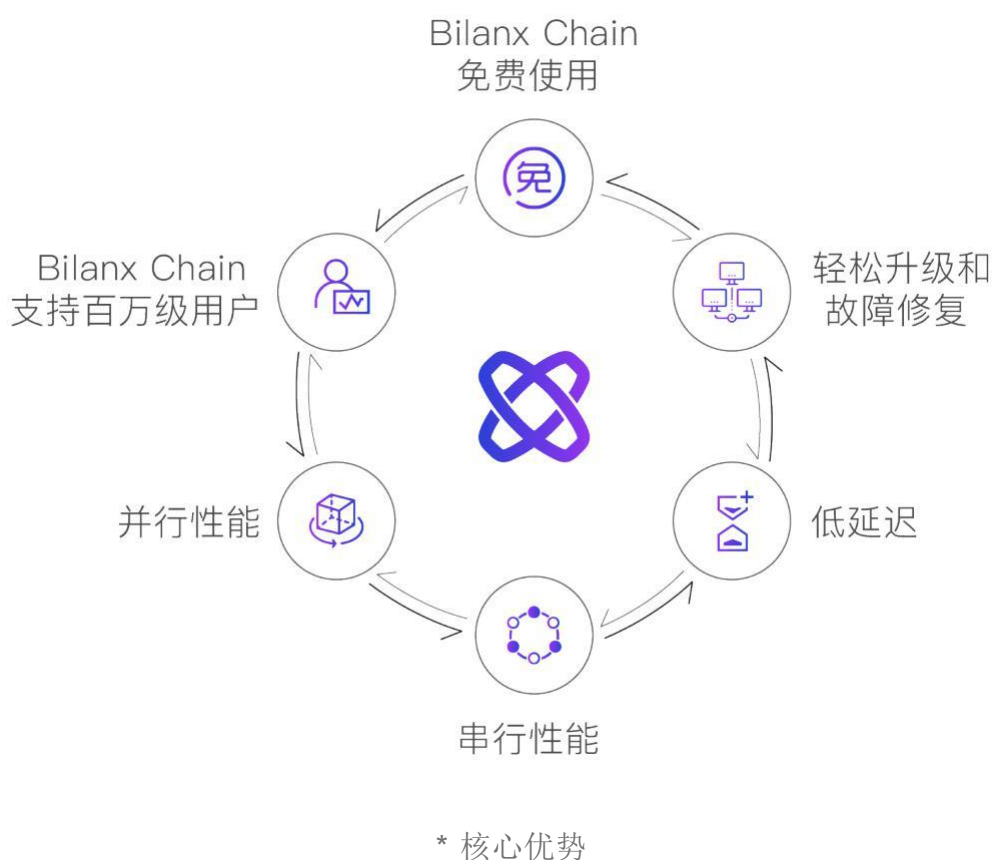 Bilanx Chain
免费使用
免
Bilanx Chain
支持百万级用户
轻松升级和
故障修复
并行性能
低延迟
串行性能
* 核心优势